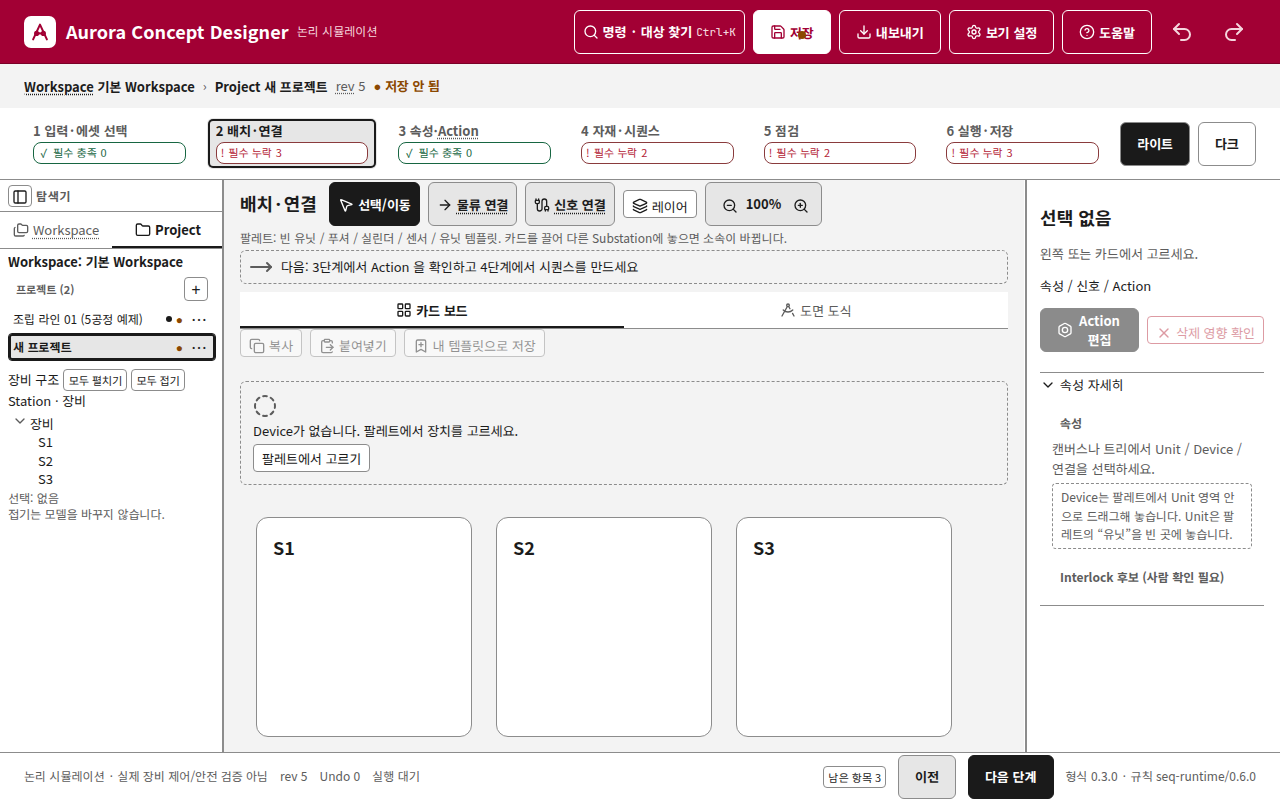 Aurora Concept Designer 논리 시뮬레이션 명령 · 대상 찾기 Ctrl+K 저장 내보내기 보기 설정 도움말
Workspace 기본 Workspace › Project 새 프로젝트 rev 5 ● 저장 안 됨
1 입력·에셋 선택
√ 필수 충족 0
2 배치·연결
! 필수 누락 3
3 속성·Action
√ 필수 충족 0
4 자재·시퀀스
! 필수 누락 2
5 점검
! 필수 누락 2
6 실행·저장
! 필수 누락 3
라이트 다크
탐색기
Workspace Project
Workspace: 기본 Workspace
프로젝트 (2) +
조립 라인 01 (5공정 예제) ● ● ···
새 프로젝트 ● ···
장비 구조 모두 펼치기 모두 접기
Station · 장비
장비
S1
S2
S3
선택: 없음
접기는 모델을 바꾸지 않습니다.
배치·연결 선택/이동 물류 연결 신호 연결 레이어 100%
팔레트: 빈 유닛 / 푸셔 / 실린더 / 센서 / 유닛 템플릿. 카드를 끌어 다른 Substation에 놓으면 소속이 바뀝니다.
다음: 3단계에서 Action 을 확인하고 4단계에서 시퀀스를 만드세요
카드 보드 도면 도식
복사 붙여넣기 내 템플릿으로 저장
Device가 없습니다. 팔레트에서 장치를 고르세요.
팔레트에서 고르기
S1 S2 S3
선택 없음
왼쪽 또는 카드에서 고르세요.
속성 / 신호 / Action
Action
편집
삭제 영향 확인
속성 자세히
속성
캔버스나 트리에서 Unit / Device /
연결을 선택하세요.
Device는 팔레트에서 Unit 영역 안
으로 드래그해 놓습니다. Unit은 팔
레트의 “유닛”을 빈 곳에 놓습니다.
Interlock 후보 (사람 확인 필요)
논리 시뮬레이션 · 실제 장비 제어/안전 검증 아님 rev 5 Undo 0 실행 대기 남은 항목 3 이전 다음 단계 형식 0.3.0 · 규칙 seq-runtime/0.6.0